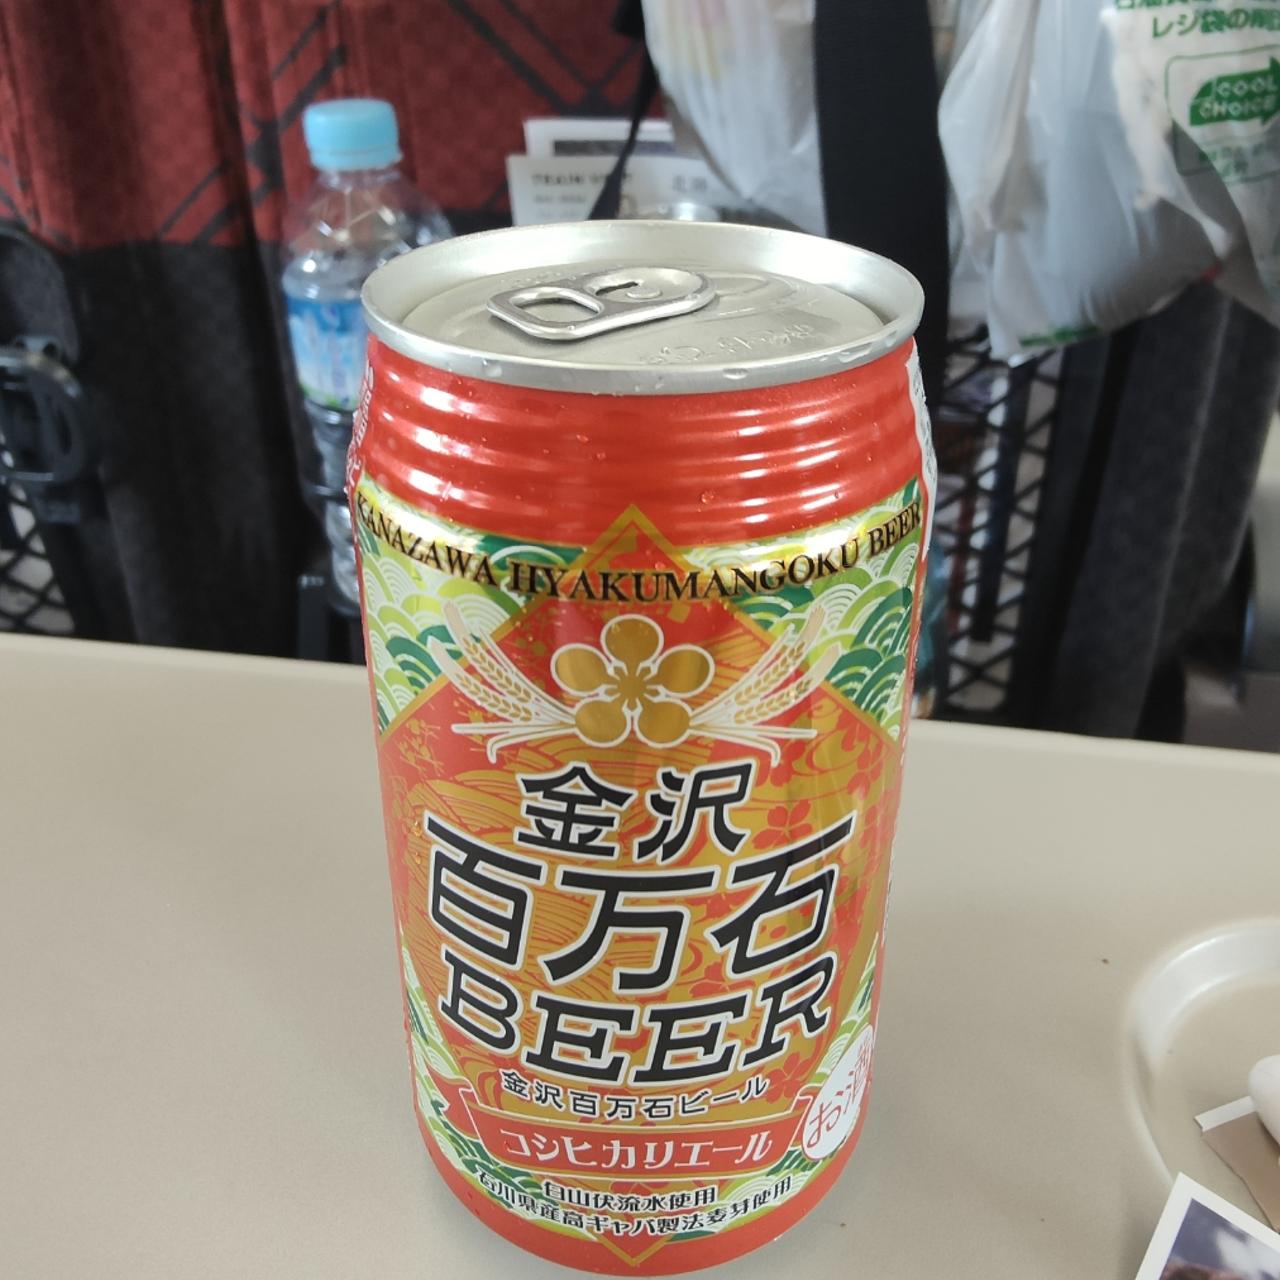 レジ袋の削
COOL
CHOICE
TRAIN
KANAZAWA HYAKUMANGOKU BEER
金沢
百万石
BEER
金沢百万石ビール
コシヒカリエール
お酒
白山伏流水使用
石川県産高ギャバ製法麦芽使用